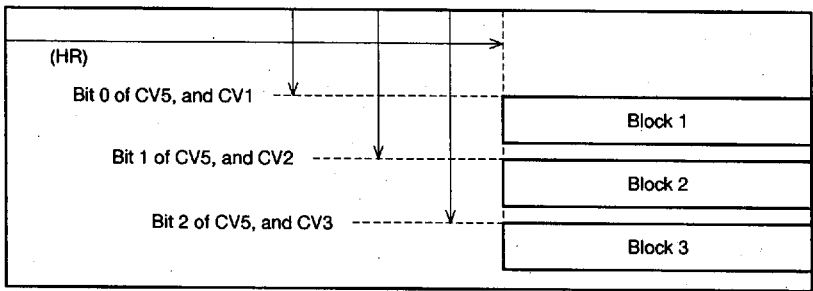 (HR)
Bit 0 of CV5, and CV1
Block 1
Bit 1 of CV5, and CV2
Block 2
Bit 2 of CV5, and CV3
Block 3